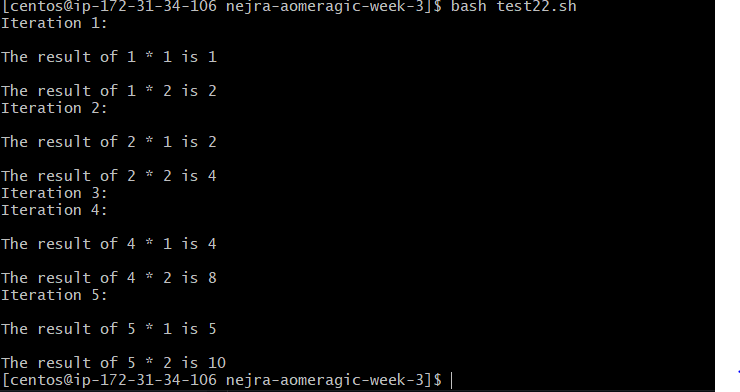 [centos@ip-172-31-34-106 nejra-aomeragic-week-3]$ bash test22.sh
Iteration 1:
The result of 1 * 1 is 1
The result of 1 * 2 is 2
Iteration 2:
The result of 2 * 1 is 2
The result of 2 * 2 is 4
Iteration 3:
Iteration 4:
The result of 4 * 1 is 4
The result of 4 * 2 is 8
Iteration 5:
The result of 5 * 1 is 5
The result of 5 * 2 is 10
[centos@ip-172-31-34-106 nejra-aomeragic-week-3]$